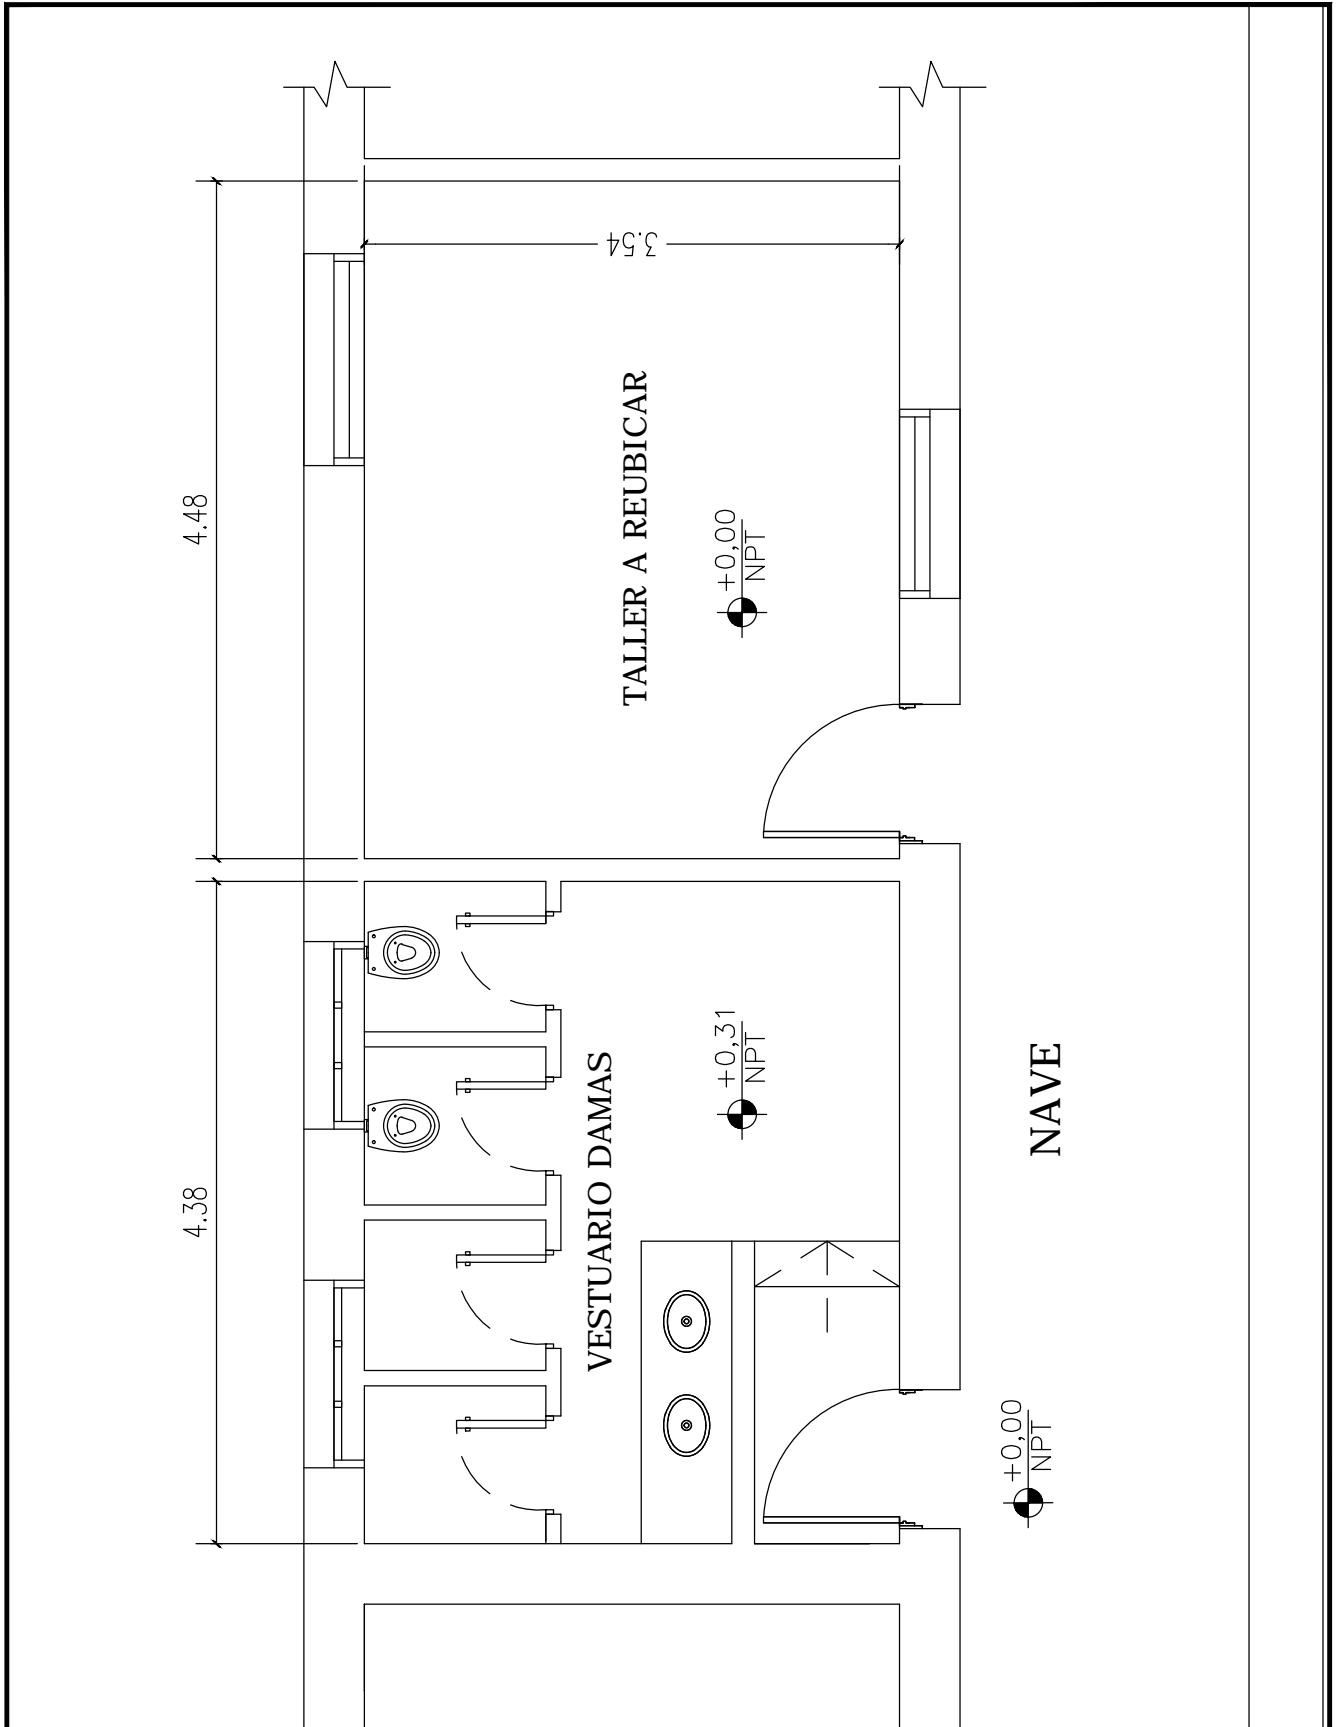 3.54
4.48
TALLER A REUBICAR
+0,00
NPT
4.38
VESTUARIO DAMAS
+0,31
NPT
NAVE
+0,00
NPT